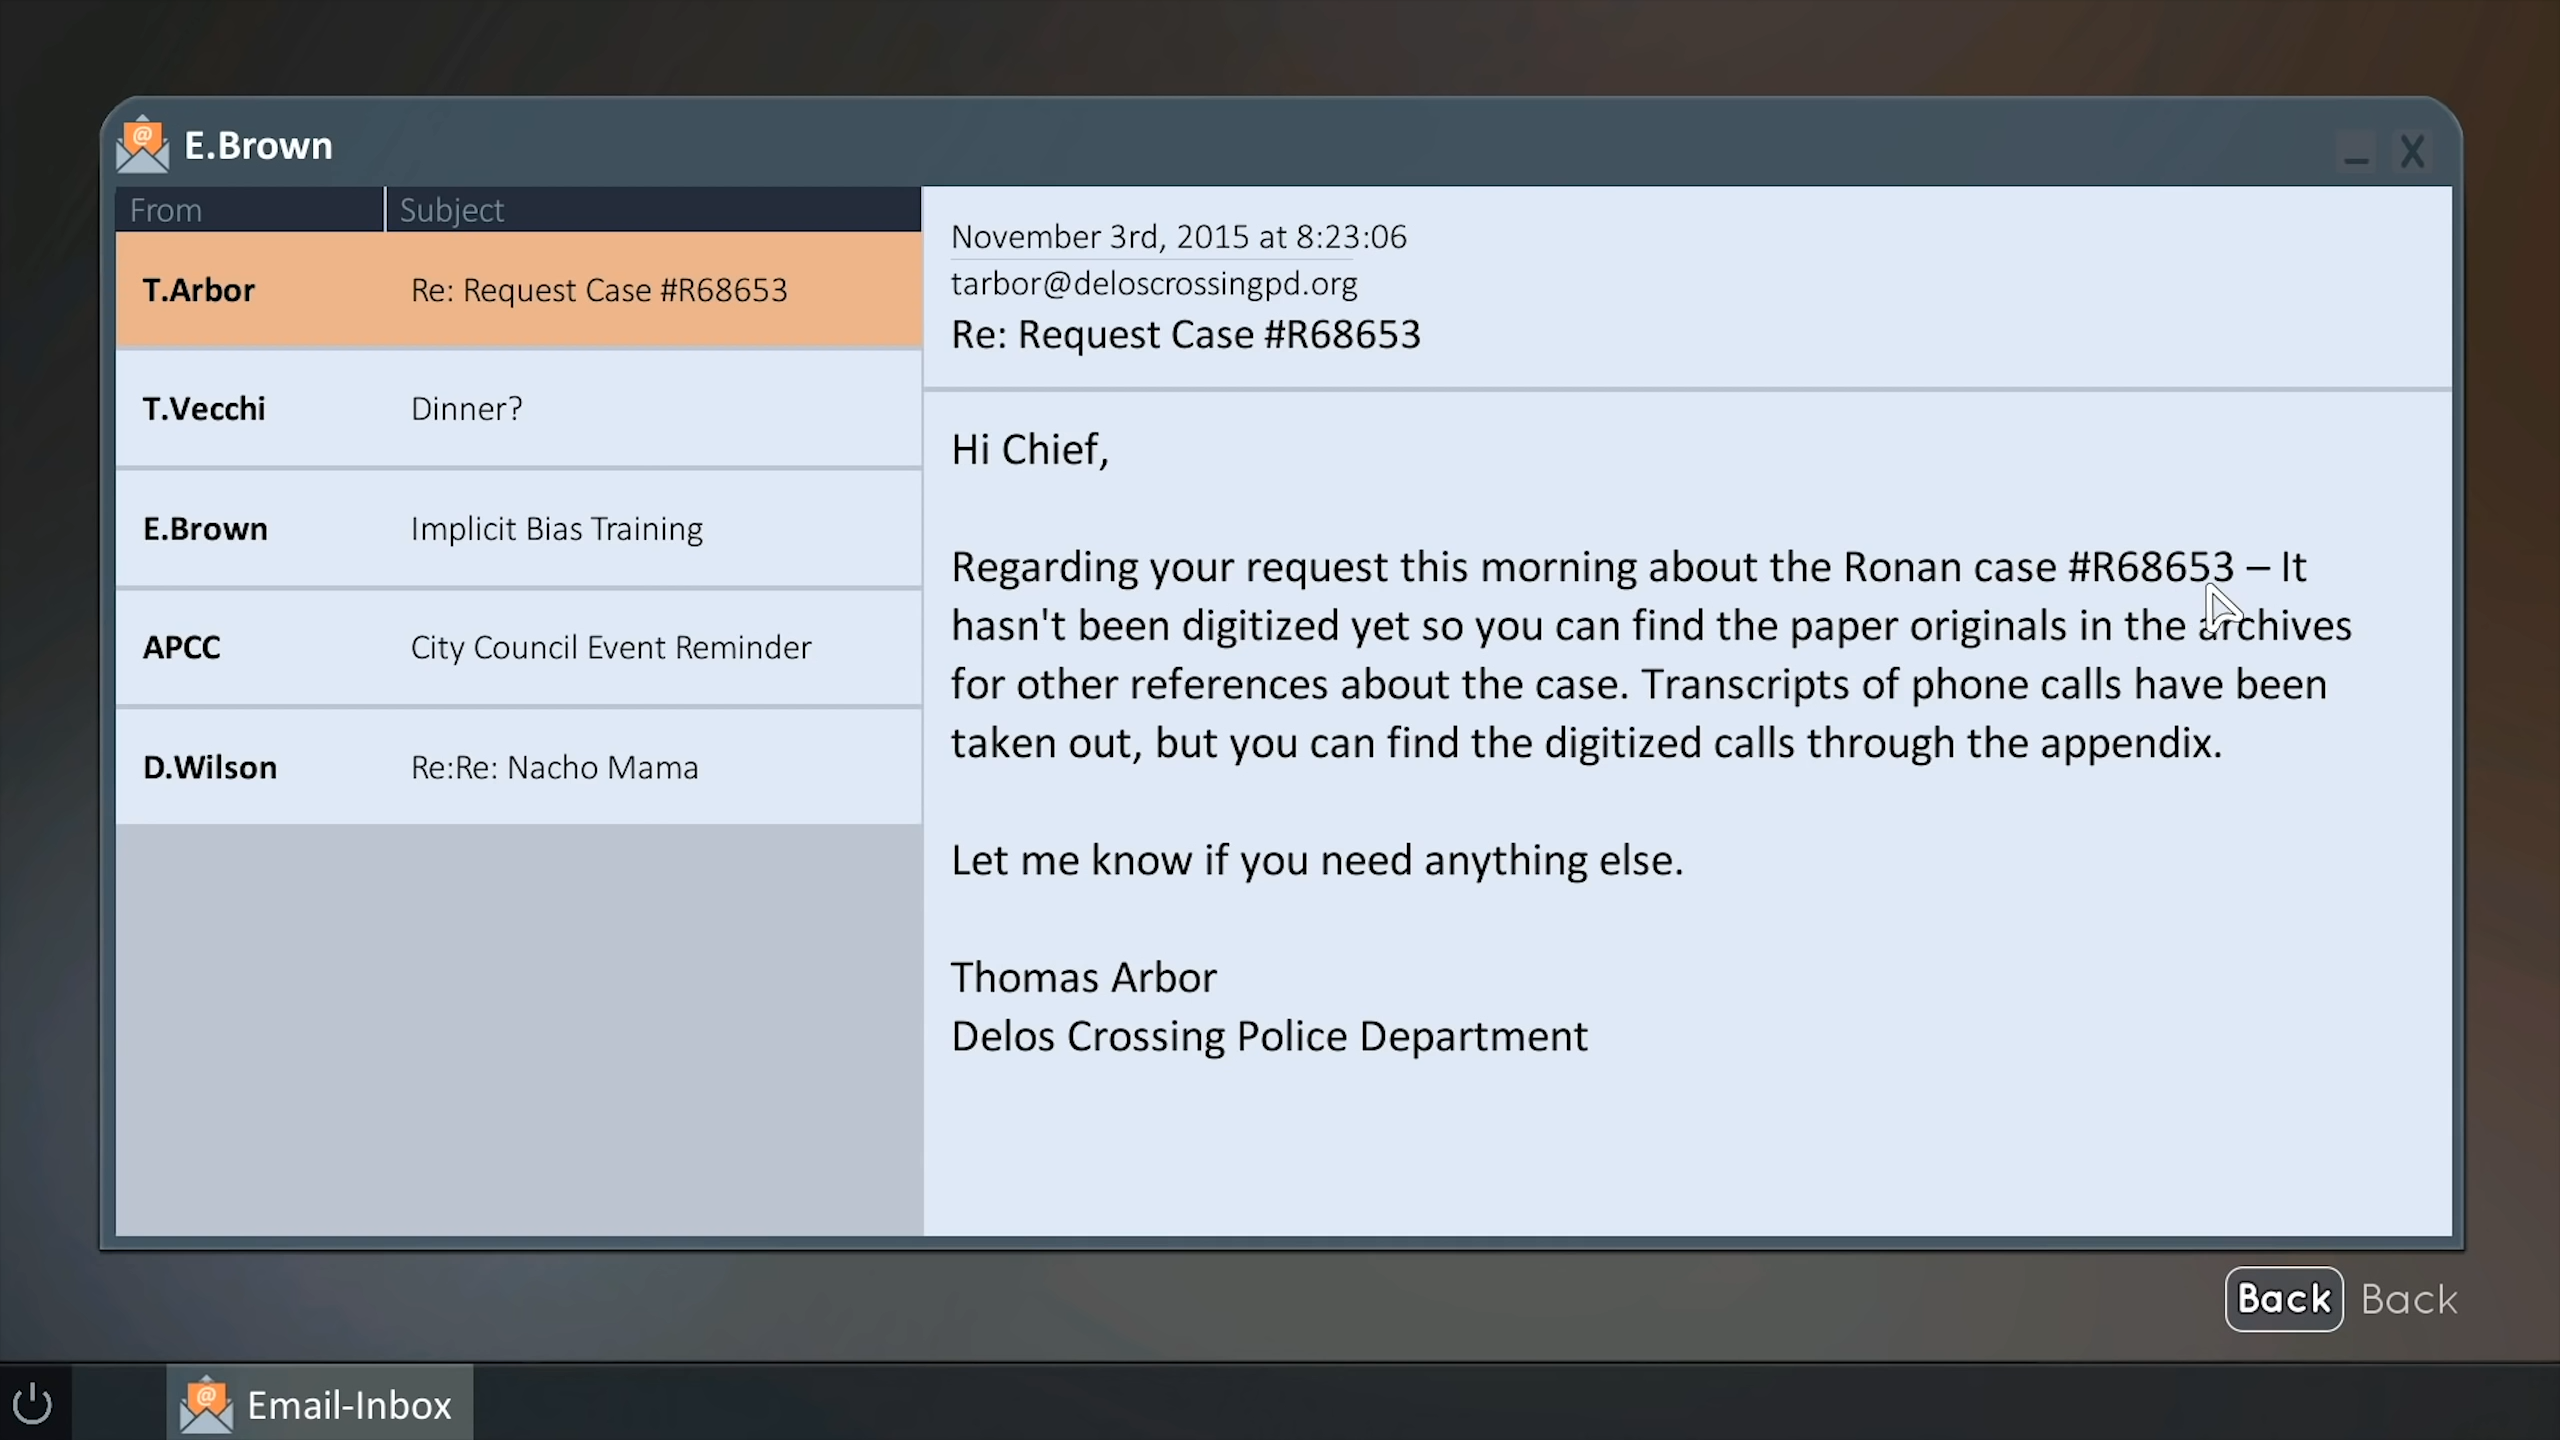 E.Brown
From Subject
T.Arbor Re: Request Case #R68653
T.Vecchi Dinner?
E.Brown Implicit Bias Training
APCC City Council Event Reminder
D.Wilson Re:Re: Nacho Mama
November 3rd, 2015 at 8:23:06
tarbor@deloscrossingpd.org
Re: Request Case #R68653
Hi Chief,
Regarding your request this morning about the Ronan case #R68653 – It
hasn't been digitized yet so you can find the paper originals in the archives
for other references about the case. Transcripts of phone calls have been
taken out, but you can find the digitized calls through the appendix.
Let me know if you need anything else.
Thomas Arbor
Delos Crossing Police Department
Back Back
Email-Inbox